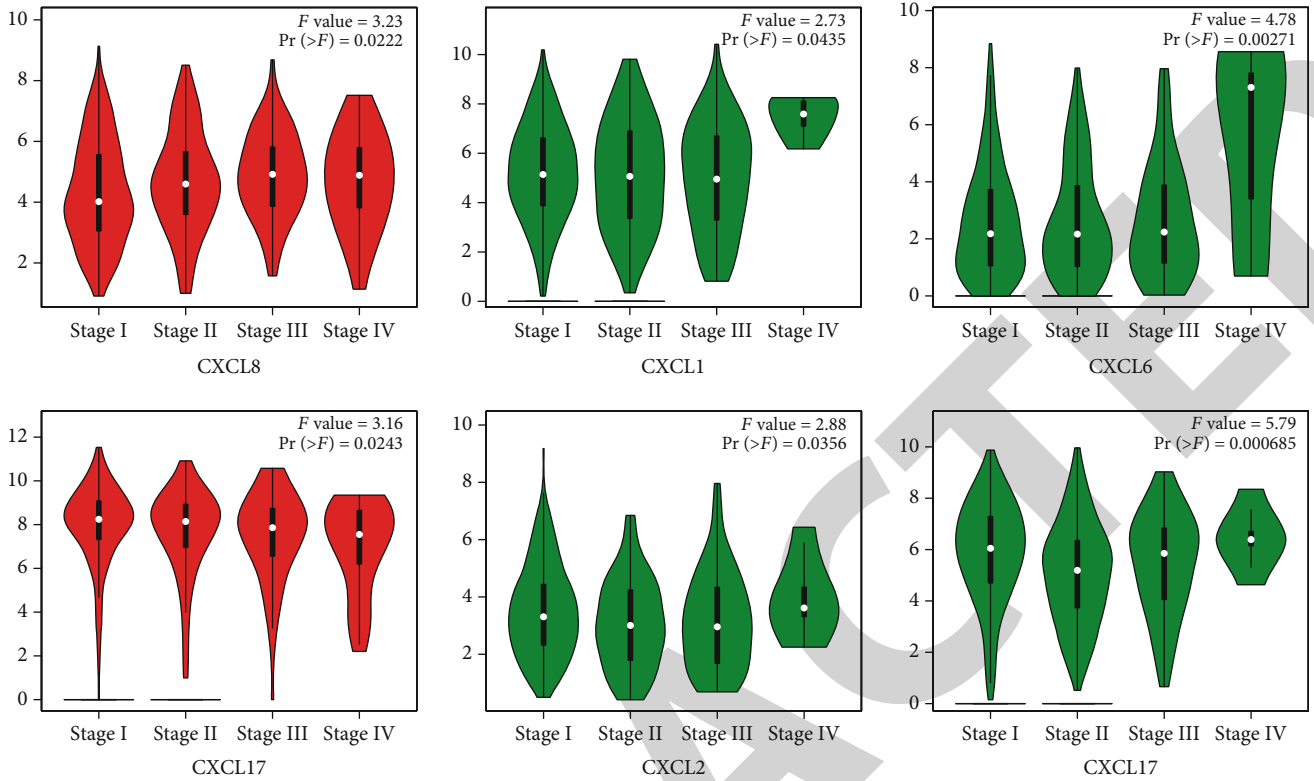 F value = 3.23
Pr (>F) = 0.0222
10
8
6
4
2
Stage I Stage II Stage III Stage IV
CXCL8
F value = 2.73
Pr (>F) = 0.0435
10
8
6
4
2
0
Stage I Stage II Stage III Stage IV
CXCL1
F value = 4.78
Pr (>F) = 0.00271
10
8
6
4
2
0
Stage I Stage II Stage III Stage IV
CXCL6
F value = 3.16
Pr (>F) = 0.0243
12
10
8
6
4
2
0
Stage I Stage II Stage III Stage IV
CXCL17
F value = 2.88
Pr (>F) = 0.0356
10
8
6
4
2
Stage I Stage II Stage III Stage IV
CXCL2
F value = 5.79
Pr (>F) = 0.000685
10
8
6
4
2
0
Stage I Stage II Stage III Stage IV
CXCL17
ACTE